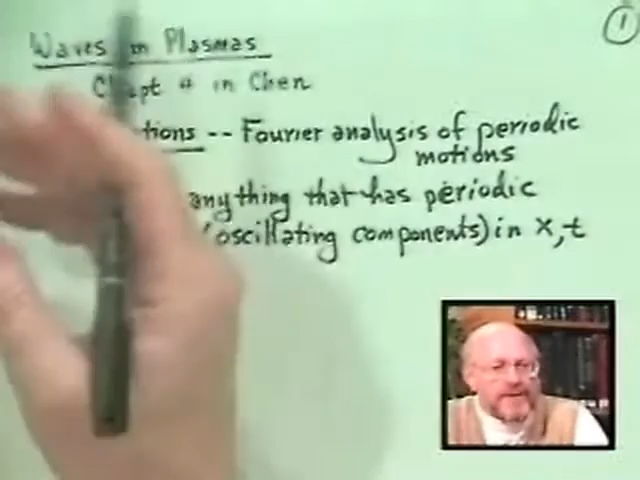 1
Waves in Plasmas
Chapt 4 in Chen
tions -- Fourier analysis of periodic
motions
anything that has periodic
(oscillating components) in x,t